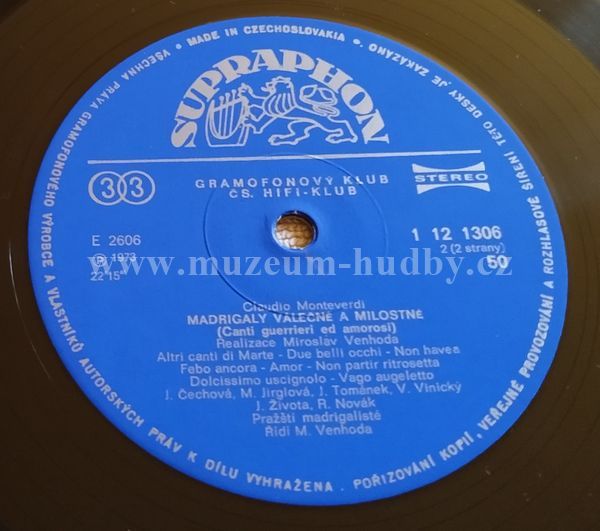 VŠECHNA PRÁVA GRAMOFONOVÉHO VÝROBCE A VLASTNÍKŮ AUTORSKÝCH PRÁV K DÍLU VYHRAŽENA. POŘIZOVÁNÍ KOPIÍ, VEŘEJNÉ PROVOZOVÁNÍ A ROZHLASOVÉ ŠÍŘENÍ TÉTO DESKY JE ZAKÁZÁNO • MADE IN CZECHOSLOVAKIA •
SUPRAPHON
33
GRAMOFONOVÝ KLUB
ČS. HIFI-KLUB
STEREO
E 2606
Ⓟ 1973
22'15"
1 12 1306
2 (2 strany)
50
www.muzeum-hudby.cz
Claudio Monteverdi
MADRIGALY VÁLEČNÉ A MILOSTNÉ
(Canti guerrieri ed amorosi)
Realizace Miroslav Venhoda
Altri canti di Marte - Due belli occhi - Non havea
Febo ancora - Amor - Non partir ritrosetta
Dolcissimo uscignolo - Vago augeletto
J. Čechová, M. Jirglová, J. Tománek, V. Vinický
J. Života, R. Novák
Pražští madrigalisté
Řídí M. Venhoda